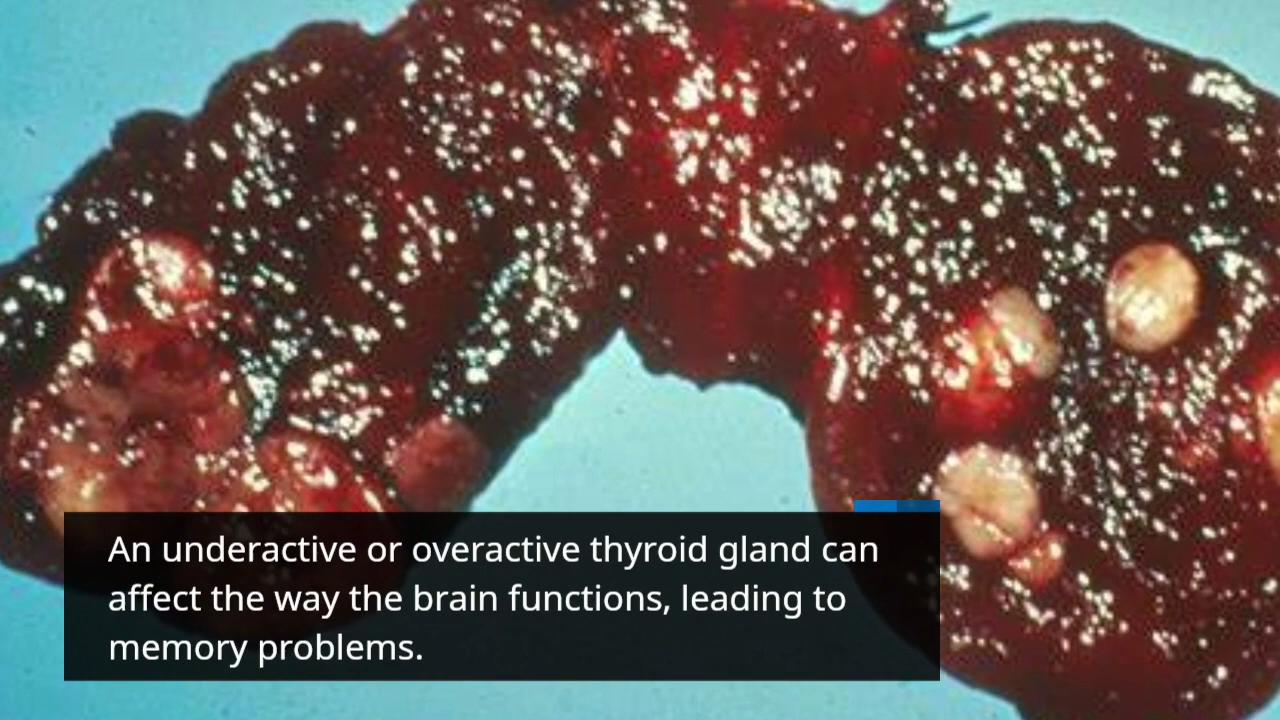 An underactive or overactive thyroid gland can
affect the way the brain functions, leading to
memory problems.